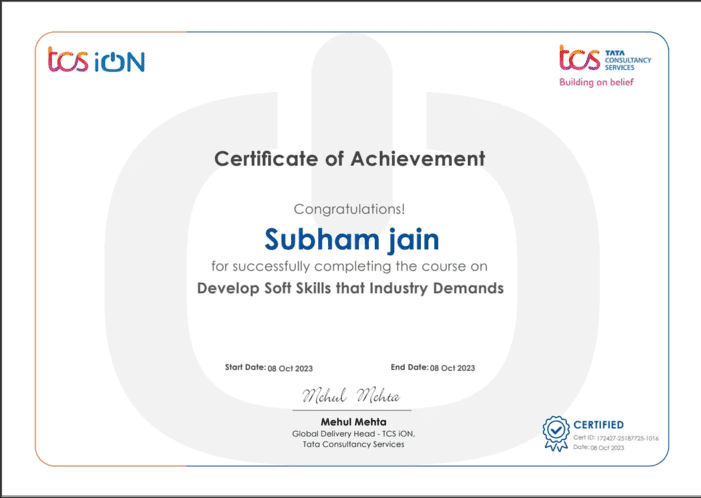 tcs iON
tcs TATA
CONSULTANCY
SERVICES
Building on belief
Certificate of Achievement
Congratulations!
Subham jain
for successfully completing the course on
Develop Soft Skills that Industry Demands
Start Date: 08 Oct 2023 End Date: 08 Oct 2023
Mehul Mehta
Mehul Mehta
Global Delivery Head - TCS iON,
Tata Consultancy Services
CERTIFIED
Cert ID: 172427-25187725-1016
Date: 08 Oct 2023